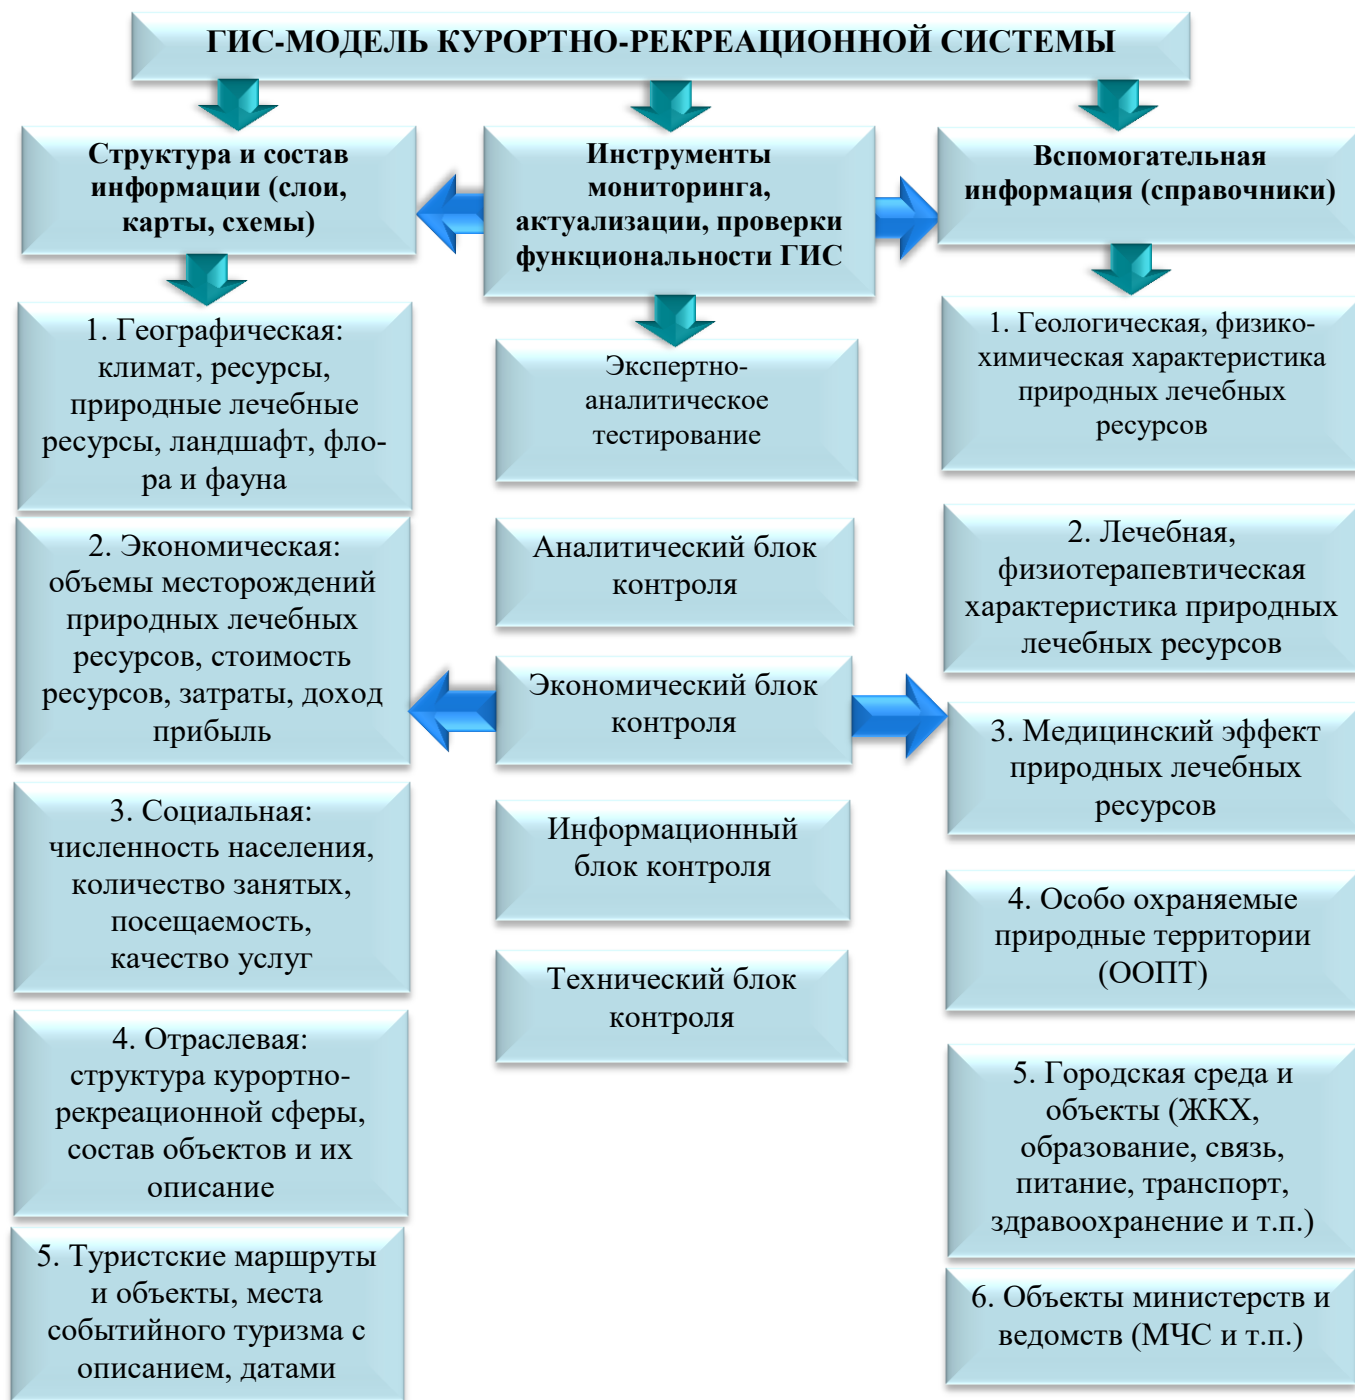 ГИС-МОДЕЛЬ КУРОРТНО-РЕКРЕАЦИОННОЙ СИСТЕМЫ
Структура и состав
информации (слои,
карты, схемы)
1. Географическая:
климат, ресурсы,
природные лечебные
ресурсы, ландшафт, фло-
ра и фауна
2. Экономическая:
объемы месторождений
природных лечебных
ресурсов, стоимость
ресурсов, затраты, доход
прибыль
3. Социальная:
численность населения,
количество занятых,
посещаемость,
качество услуг
4. Отраслевая:
структура курортно-
рекреационной сферы,
состав объектов и их
описание
5. Туристские маршруты
и объекты, места
событийного туризма с
описанием, датами
Инструменты
мониторинга,
актуализации, проверки
функциональности ГИС
Экспертно-
аналитическое
тестирование
Аналитический блок
контроля
Экономический блок
контроля
Информационный
блок контроля
Технический блок
контроля
Вспомогательная
информация (справочники)
1. Геологическая, физико-
химическая характеристика
природных лечебных
ресурсов
2. Лечебная,
физиотерапевтическая
характеристика природных
лечебных ресурсов
3. Медицинский эффект
природных лечебных
ресурсов
4. Особо охраняемые
природные территории
(ООПТ)
5. Городская среда и
объекты (ЖКХ,
образование, связь,
питание, транспорт,
здравоохранение и т.п.)
6. Объекты министерств и
ведомств (МЧС и т.п.)